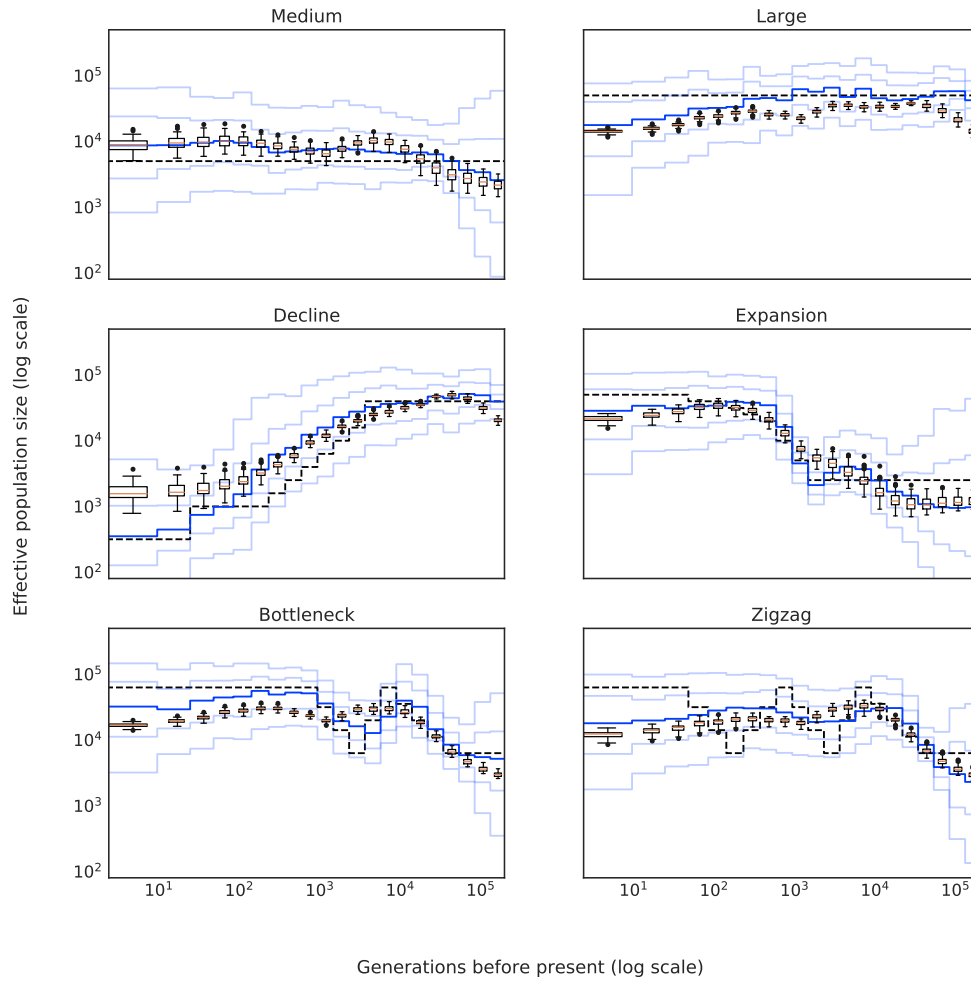 Medium
Large
10^5
10^4
10^3
10^2
Decline
Expansion
10^5
10^4
10^3
10^2
Effective population size (log scale)
Bottleneck
Zigzag
10^5
10^4
10^3
10^2
10^1 10^2 10^3 10^4 10^5
10^1 10^2 10^3 10^4 10^5
Generations before present (log scale)